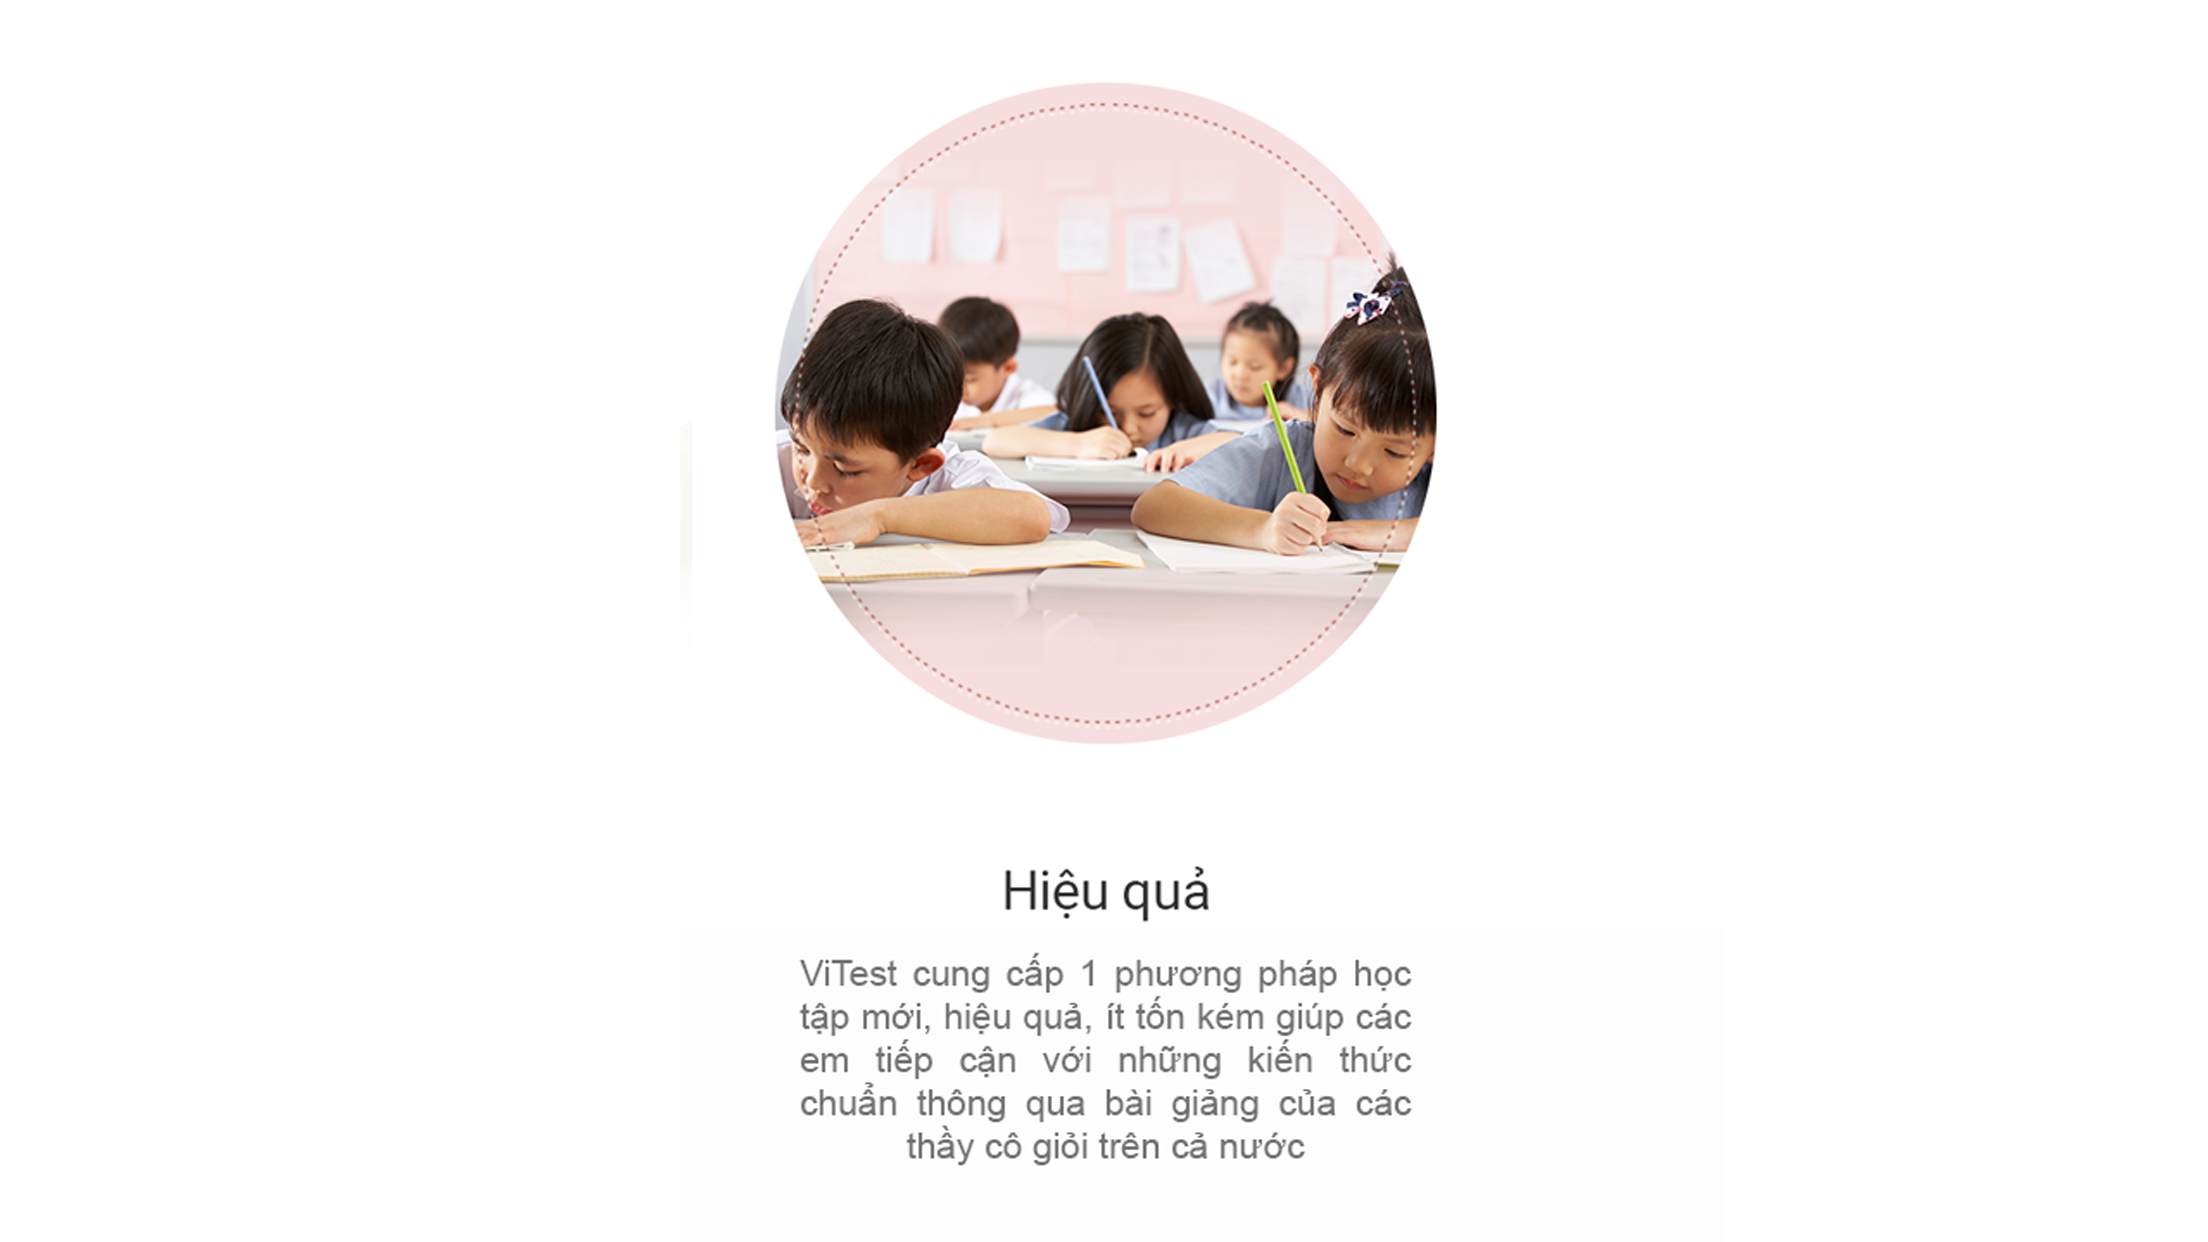 Hiệu quả
ViTest cung cấp 1 phương pháp học
tập mới, hiệu quả, ít tốn kém giúp các
em tiếp cận với những kiến thức
chuẩn thông qua bài giảng của các
thầy cô giỏi trên cả nước